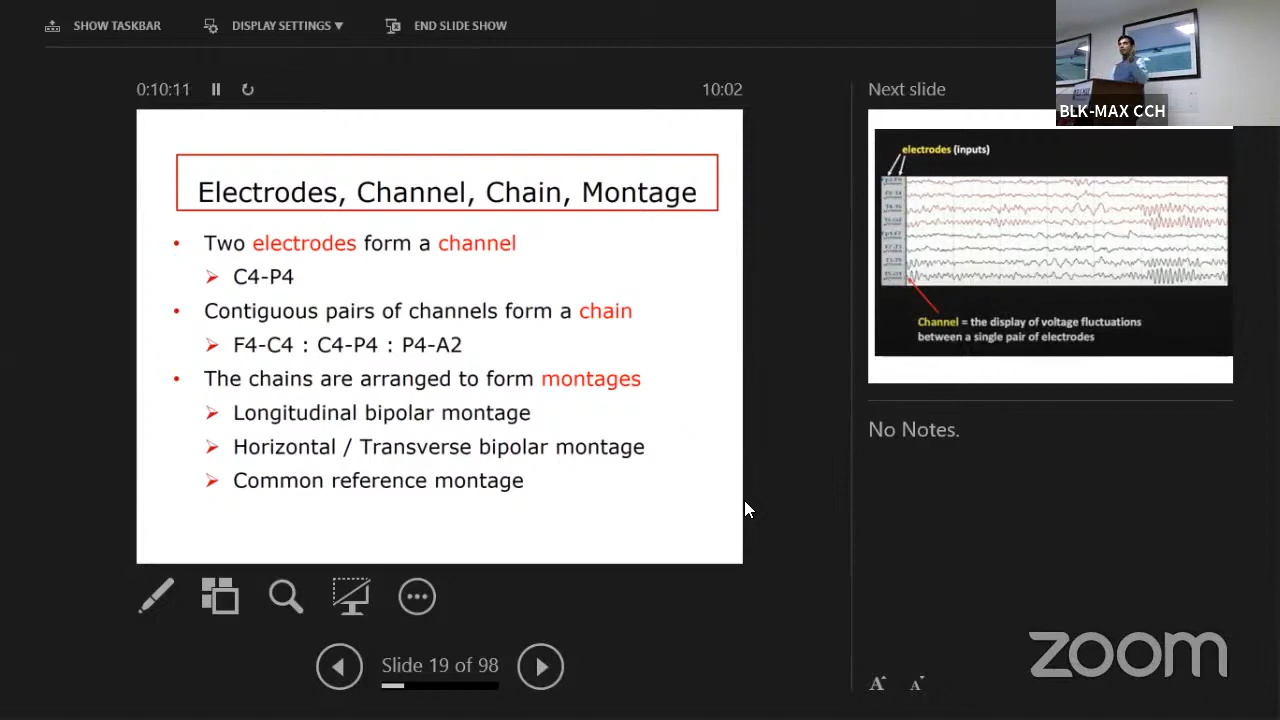 SHOW TASKBAR DISPLAY SETTINGS ▼ END SLIDE SHOW
BLK-MAX CCH
0:10:11 10:02
Next slide
Electrodes, Channel, Chain, Montage
• Two electrodes form a channel
➢ C4-P4
• Contiguous pairs of channels form a chain
➢ F4-C4 : C4-P4 : P4-A2
• The chains are arranged to form montages
➢ Longitudinal bipolar montage
➢ Horizontal / Transverse bipolar montage
➢ Common reference montage
electrodes (inputs)
Channel = the display of voltage fluctuations
between a single pair of electrodes
No Notes.
Slide 19 of 98
zoom
A A